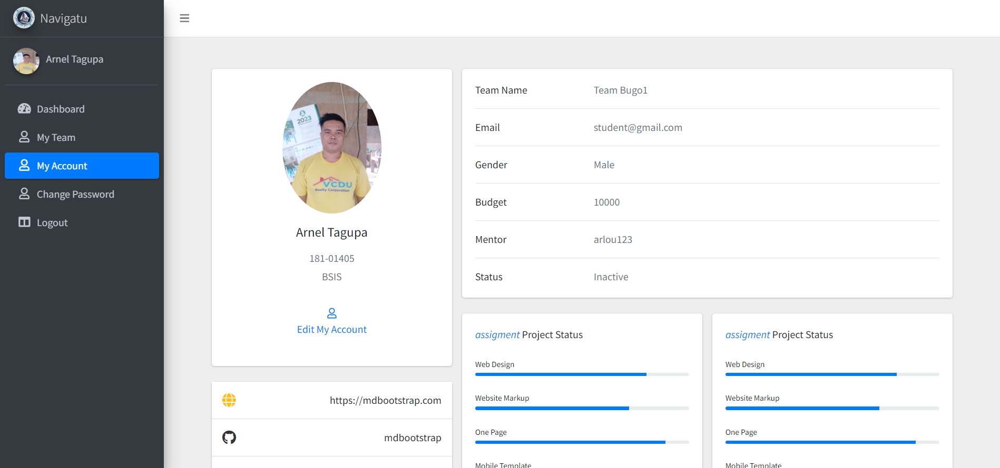 Navigatu
Arnel Tagupa
Dashboard
My Team
My Account
Change Password
Logout
2023
VCDU
Realty Corporation
Arnel Tagupa
181-01405
BSIS
Edit My Account
https://mdbootstrap.com
mdbootstrap
Team Name Team Bugo1
Email student@gmail.com
Gender Male
Budget 10000
Mentor arlou123
Status Inactive
assigment Project Status
Web Design
Website Markup
One Page
Mobile Template
assigment Project Status
Web Design
Website Markup
One Page
Mobile Template